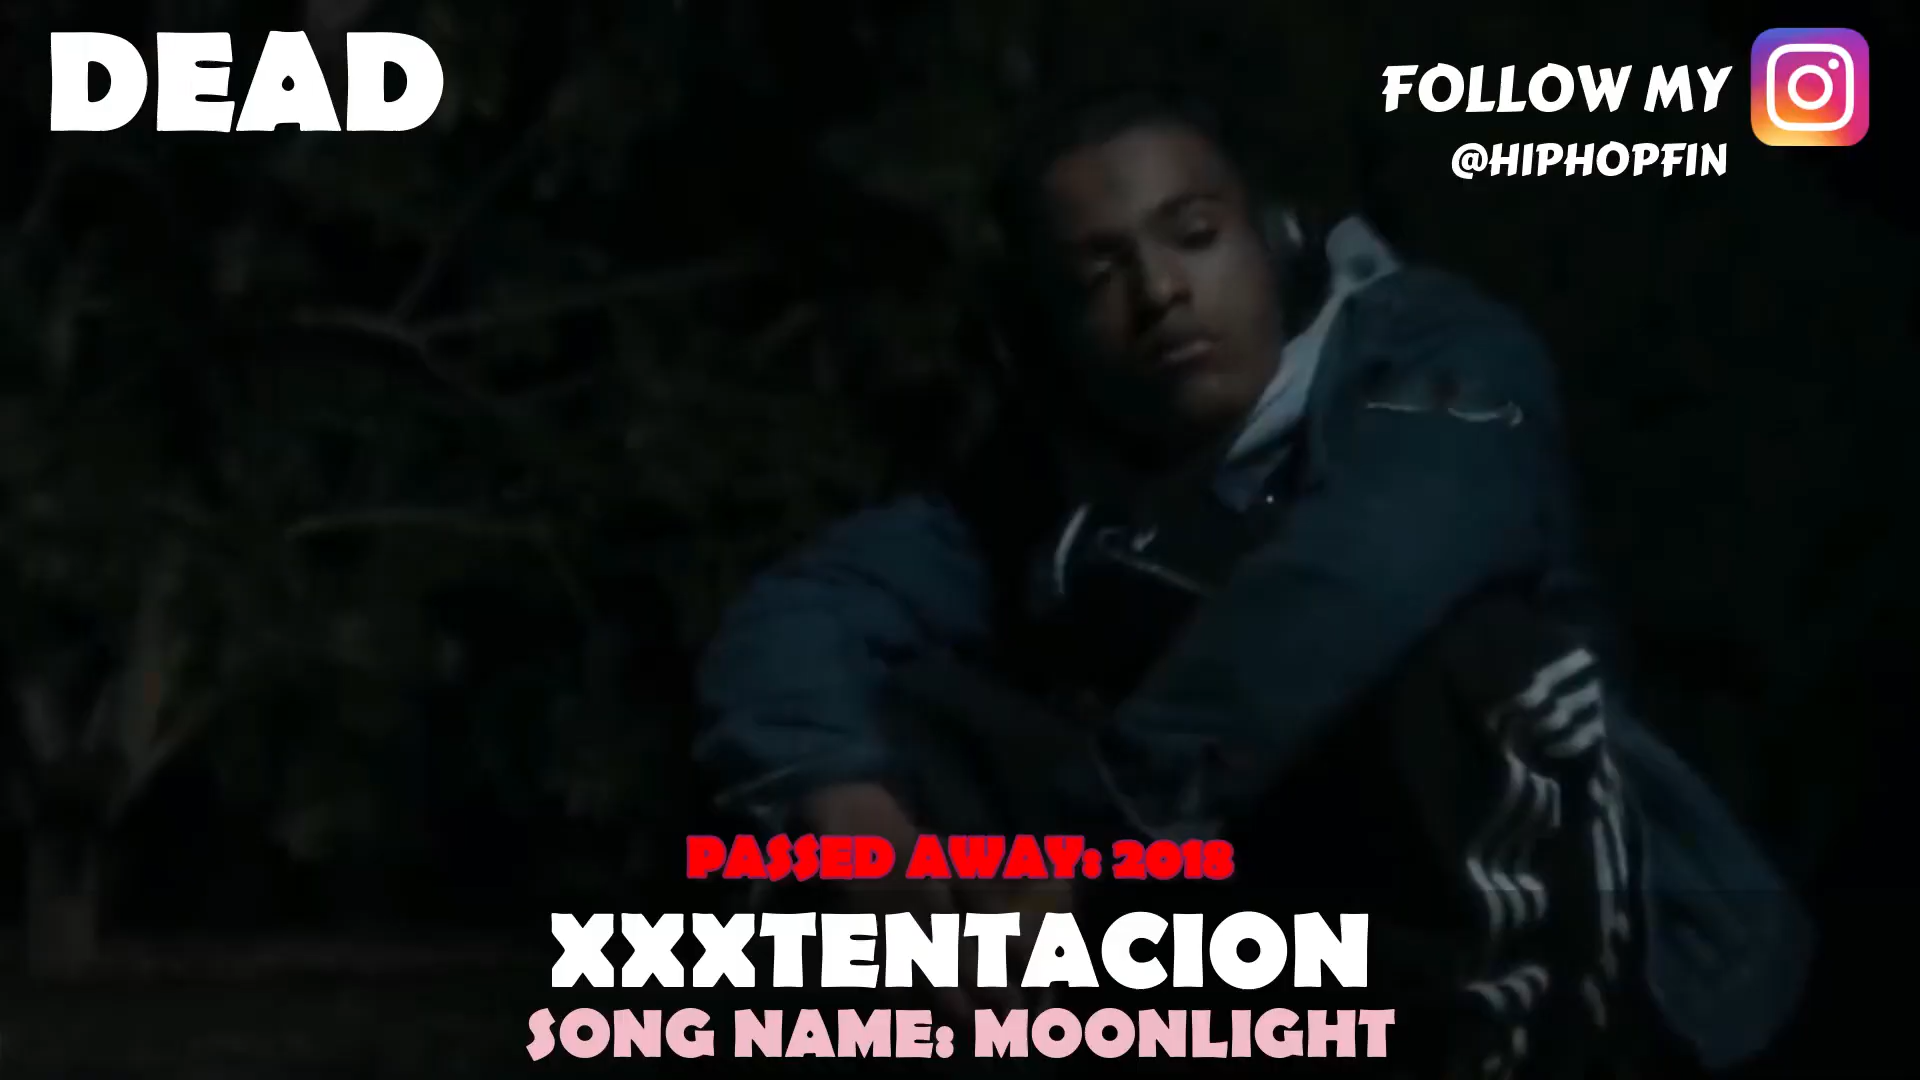 DEAD
FOLLOW MY
@HIPHOPFIN
PASSED AWAY: 2018
XXXTENTACION
SONG NAME: MOONLIGHT